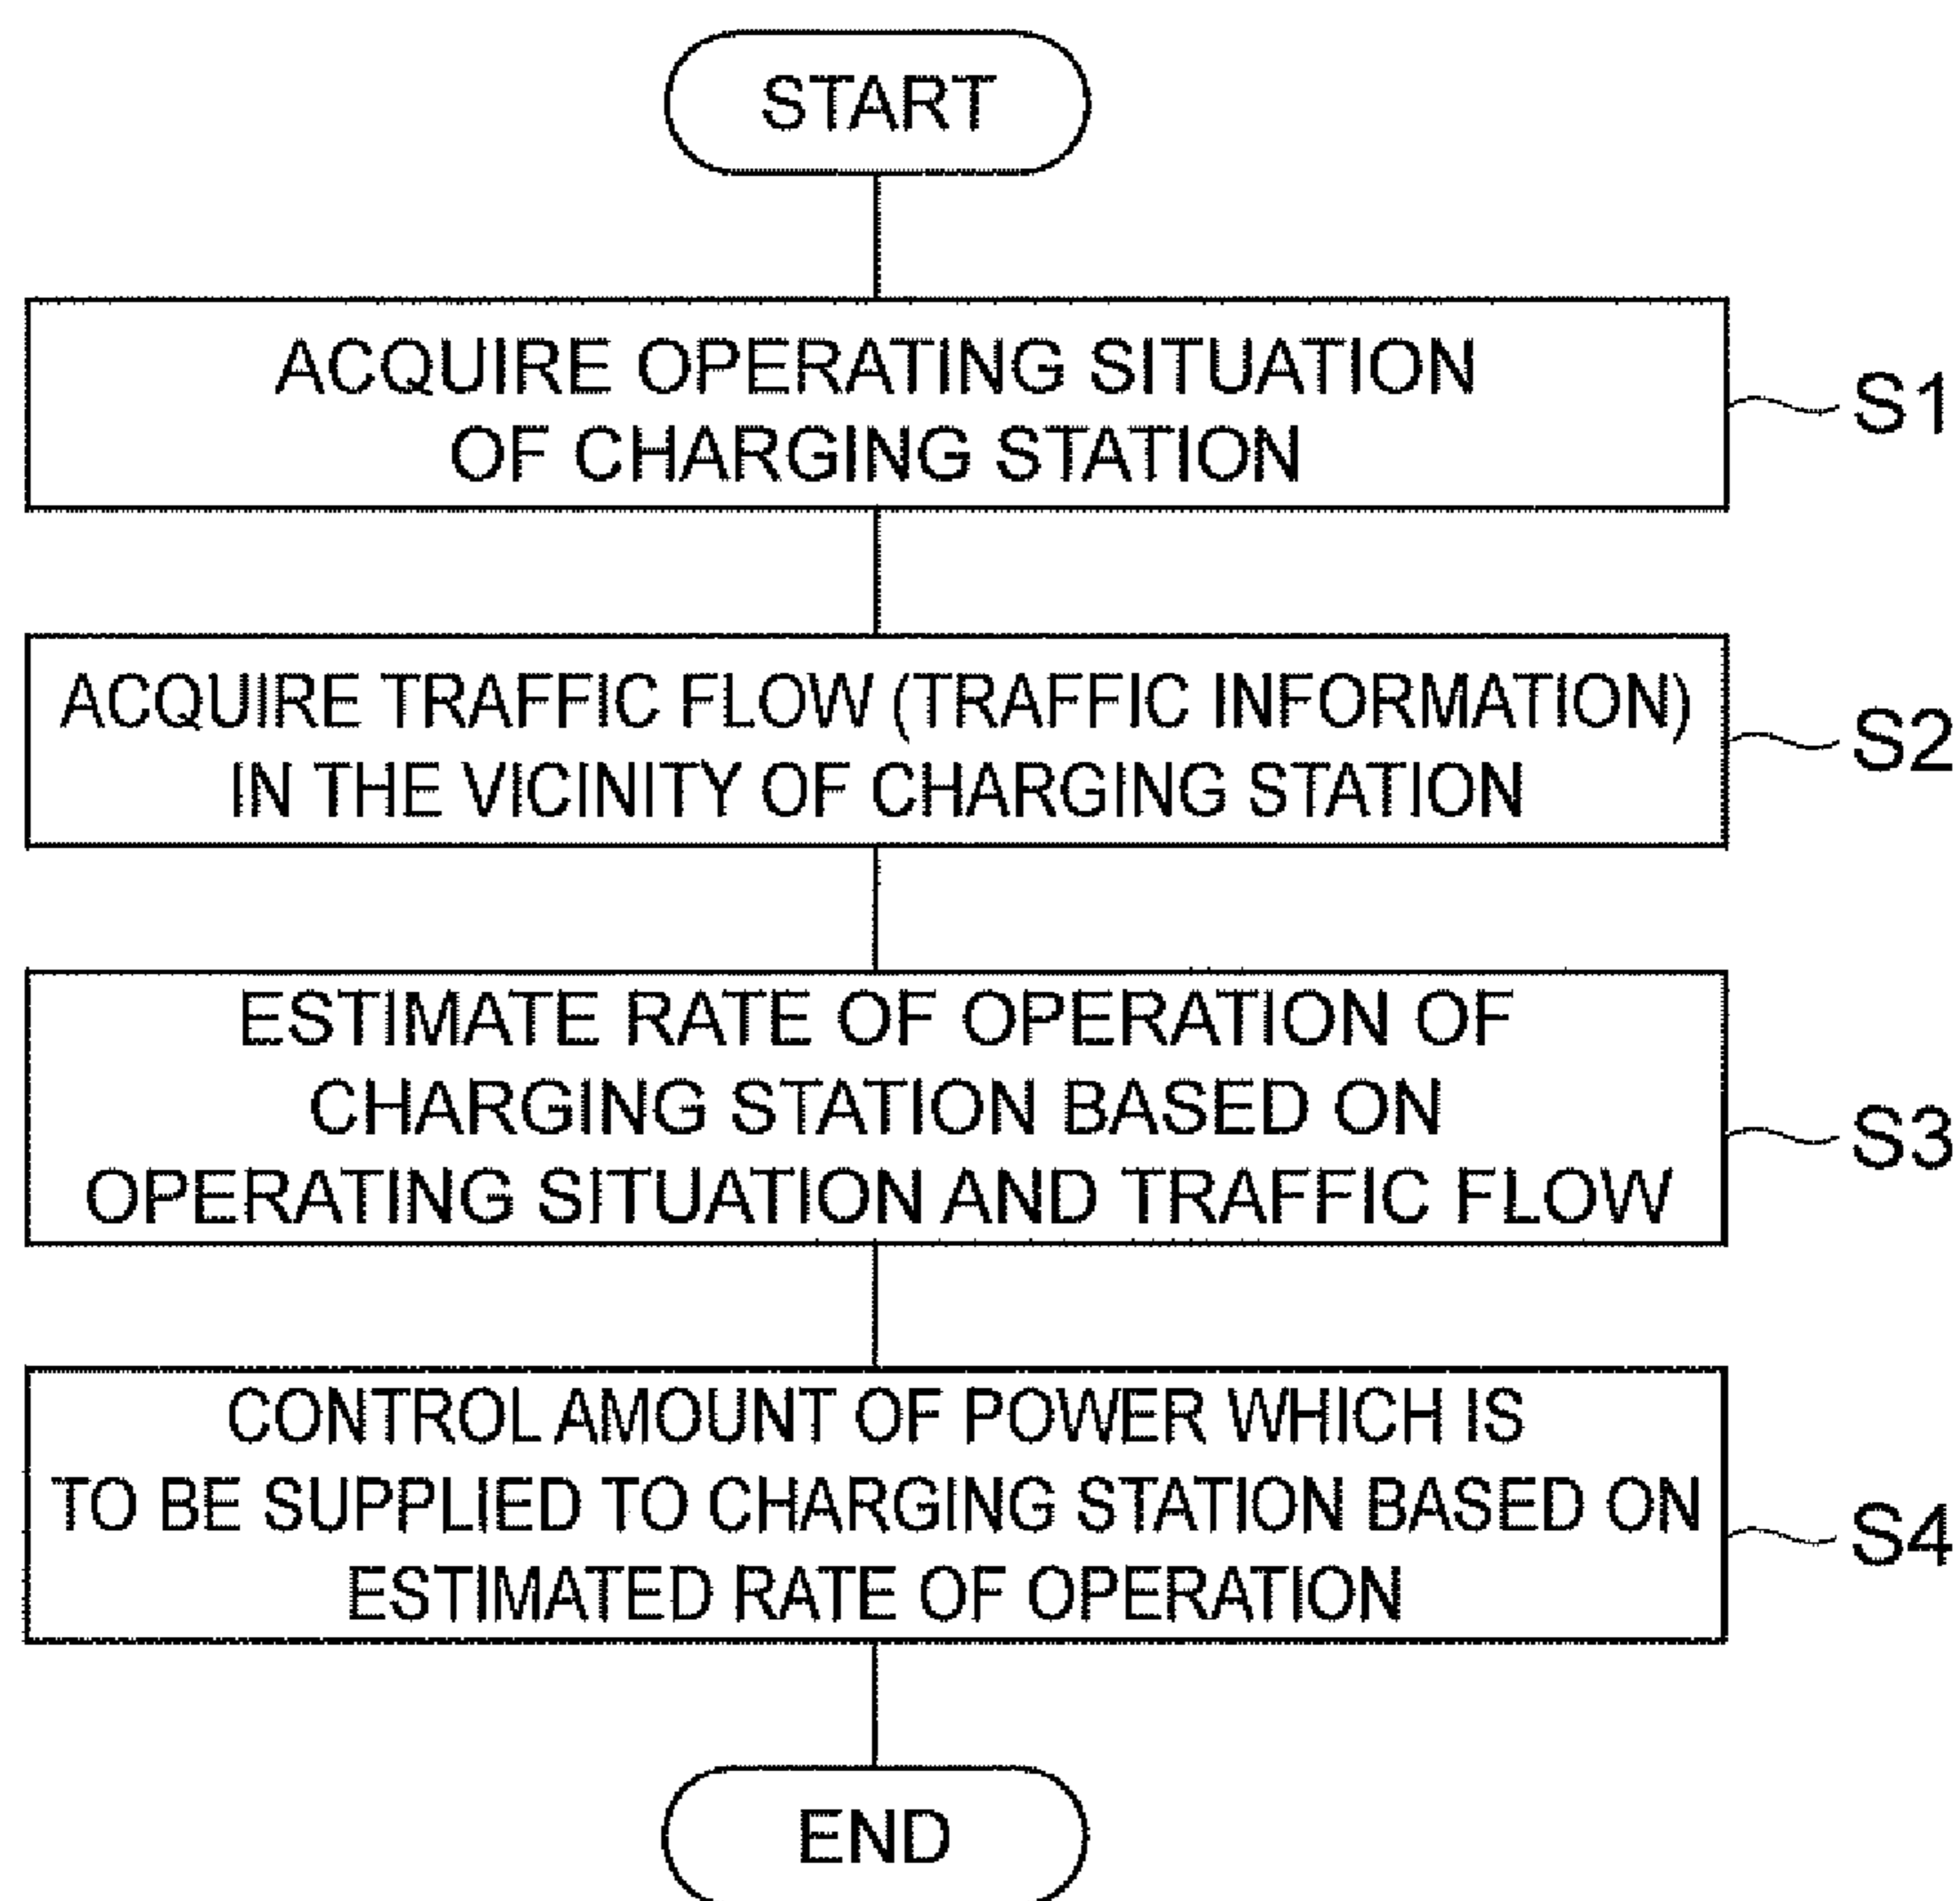 START
ACQUIRE OPERATING SITUATION
OF CHARGING STATION
S1
ACQUIRE TRAFFIC FLOW (TRAFFIC INFORMATION)
IN THE VICINITY OF CHARGING STATION
S2
ESTIMATE RATE OF OPERATION OF
CHARGING STATION BASED ON
OPERATING SITUATION AND TRAFFIC FLOW
S3
CONTROL AMOUNT OF POWER WHICH IS
TO BE SUPPLIED TO CHARGING STATION BASED ON
ESTIMATED RATE OF OPERATION
S4
END